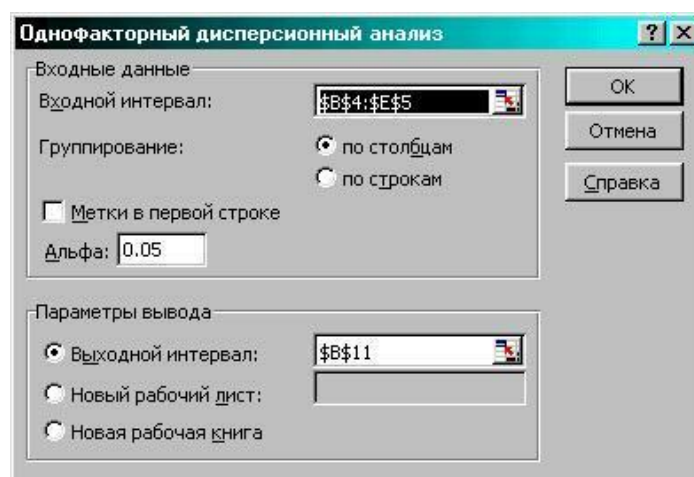 Однофакторный дисперсионный анализ
Входные данные
Входной интервал: $B$4:$E$5
Группирование: по столбцам
по строкам
Метки в первой строке
Альфа: 0.05
OK
Отмена
Справка
Параметры вывода
Выходной интервал: $B$11
Новый рабочий лист:
Новая рабочая книга